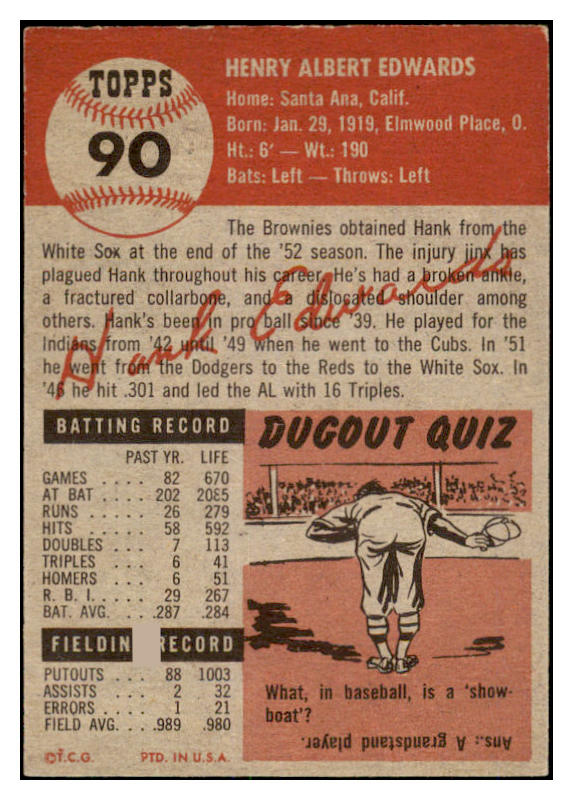 TOPPS
90
HENRY ALBERT EDWARDS
Home: Santa Ana, Calif.
Born: Jan. 29, 1919, Elmwood Place, O.
Ht.: 6' — Wt.: 190
Bats: Left — Throws: Left
The Brownies obtained Hank from the
White Sox at the end of the '52 season. The injury jinx has
plagued Hank throughout his career. He's had a broken ankle,
a fractured collarbone, and a dislocated shoulder among
others. Hank's been in pro ball since '39. He played for the
Indians from '42 until '49 when he went to the Cubs. In '51
he went from the Dodgers to the Reds to the White Sox. In
'46 he hit .301 and led the AL with 16 Triples.
Hank Edwards
BATTING RECORD
PAST YR. LIFE
GAMES .... 82 670
AT BAT .... 202 2085
RUNS .... 26 279
HITS .... 58 592
DOUBLES ... 7 113
TRIPLES ... 6 41
HOMERS ... 6 51
R. B. I. .... 29 267
BAT. AVG. ... .287 .284
FIELDIN RECORD
PUTOUTS ... 88 1003
ASSISTS ... 2 32
ERRORS ... 1 21
FIELD AVG. .. .989 .980
©T.C.G. PTD. IN U.S.A.
DUGOUT QUIZ
What, in baseball, is a 'show-
boat'?
Ans.: A grandstand player.